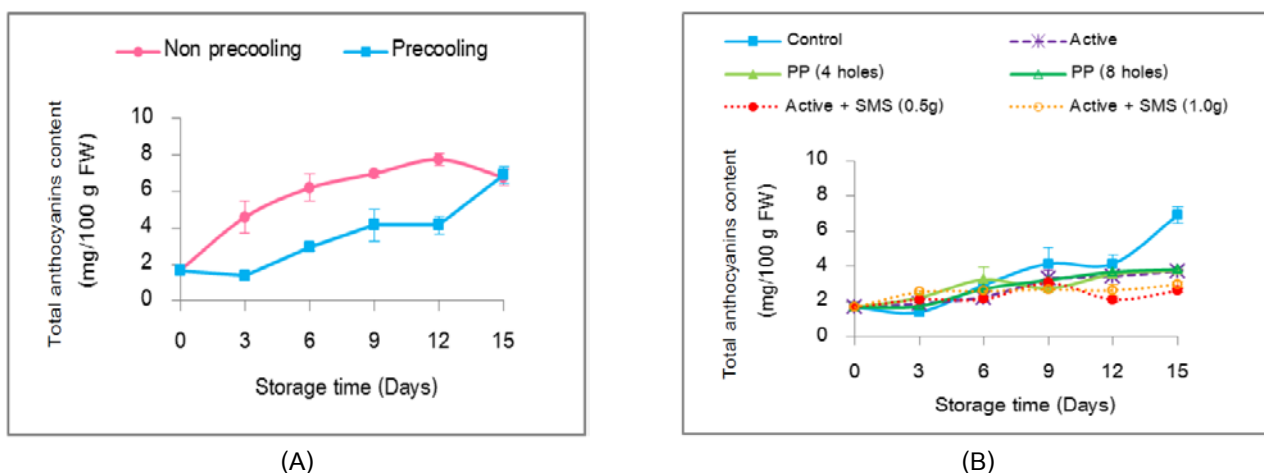 Non precooling Precooling
Total anthocyanins content
(mg/100 g FW)
10
8
6
4
2
0
0 3 6 9 12 15
Storage time (Days)
(A)
Control Active
PP (4 holes) PP (8 holes)
Active + SMS (0.5g) Active + SMS (1.0g)
Total anthocyanins content
(mg/100 g FW)
10
8
6
4
2
0
0 3 6 9 12 15
Storage time (Days)
(B)